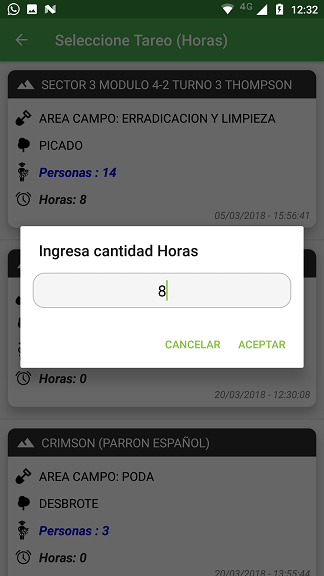 4G 12:32
Seleccione Tareo (Horas)
SECTOR 3 MODULO 4-2 TURNO 3 THOMPSON
AREA CAMPO: ERRADICACION Y LIMPIEZA
PICADO
Personas : 14
Horas: 8
05/03/2018 - 15:56:41
Ingresa cantidad Horas
8
CANCELAR ACEPTAR
Horas: 0
20/03/2018 - 12:30:08
CRIMSON (PARRON ESPAÑOL)
AREA CAMPO: PODA
DESBROTE
Personas : 3
Horas: 0
20/03/2018 - 13:55:44